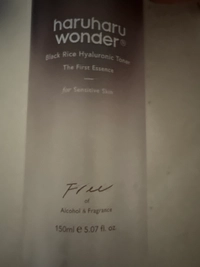 haruharu
wonder®
Black Rice Hyaluronic Toner
The First Essence
for Sensitive Skin
Free
of
Alcohol & Fragrance
150ml e 5.07 fl. oz